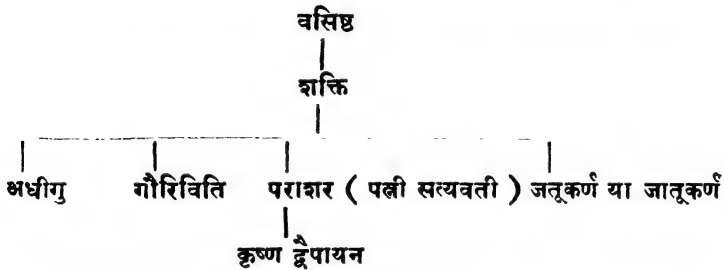 वसिष्ठ
शक्ति
अधीगु गौरिविति पराशर ( पत्नी सत्यवती ) जतूकर्ण या जातूकर्ण
कृष्ण द्वैपायन